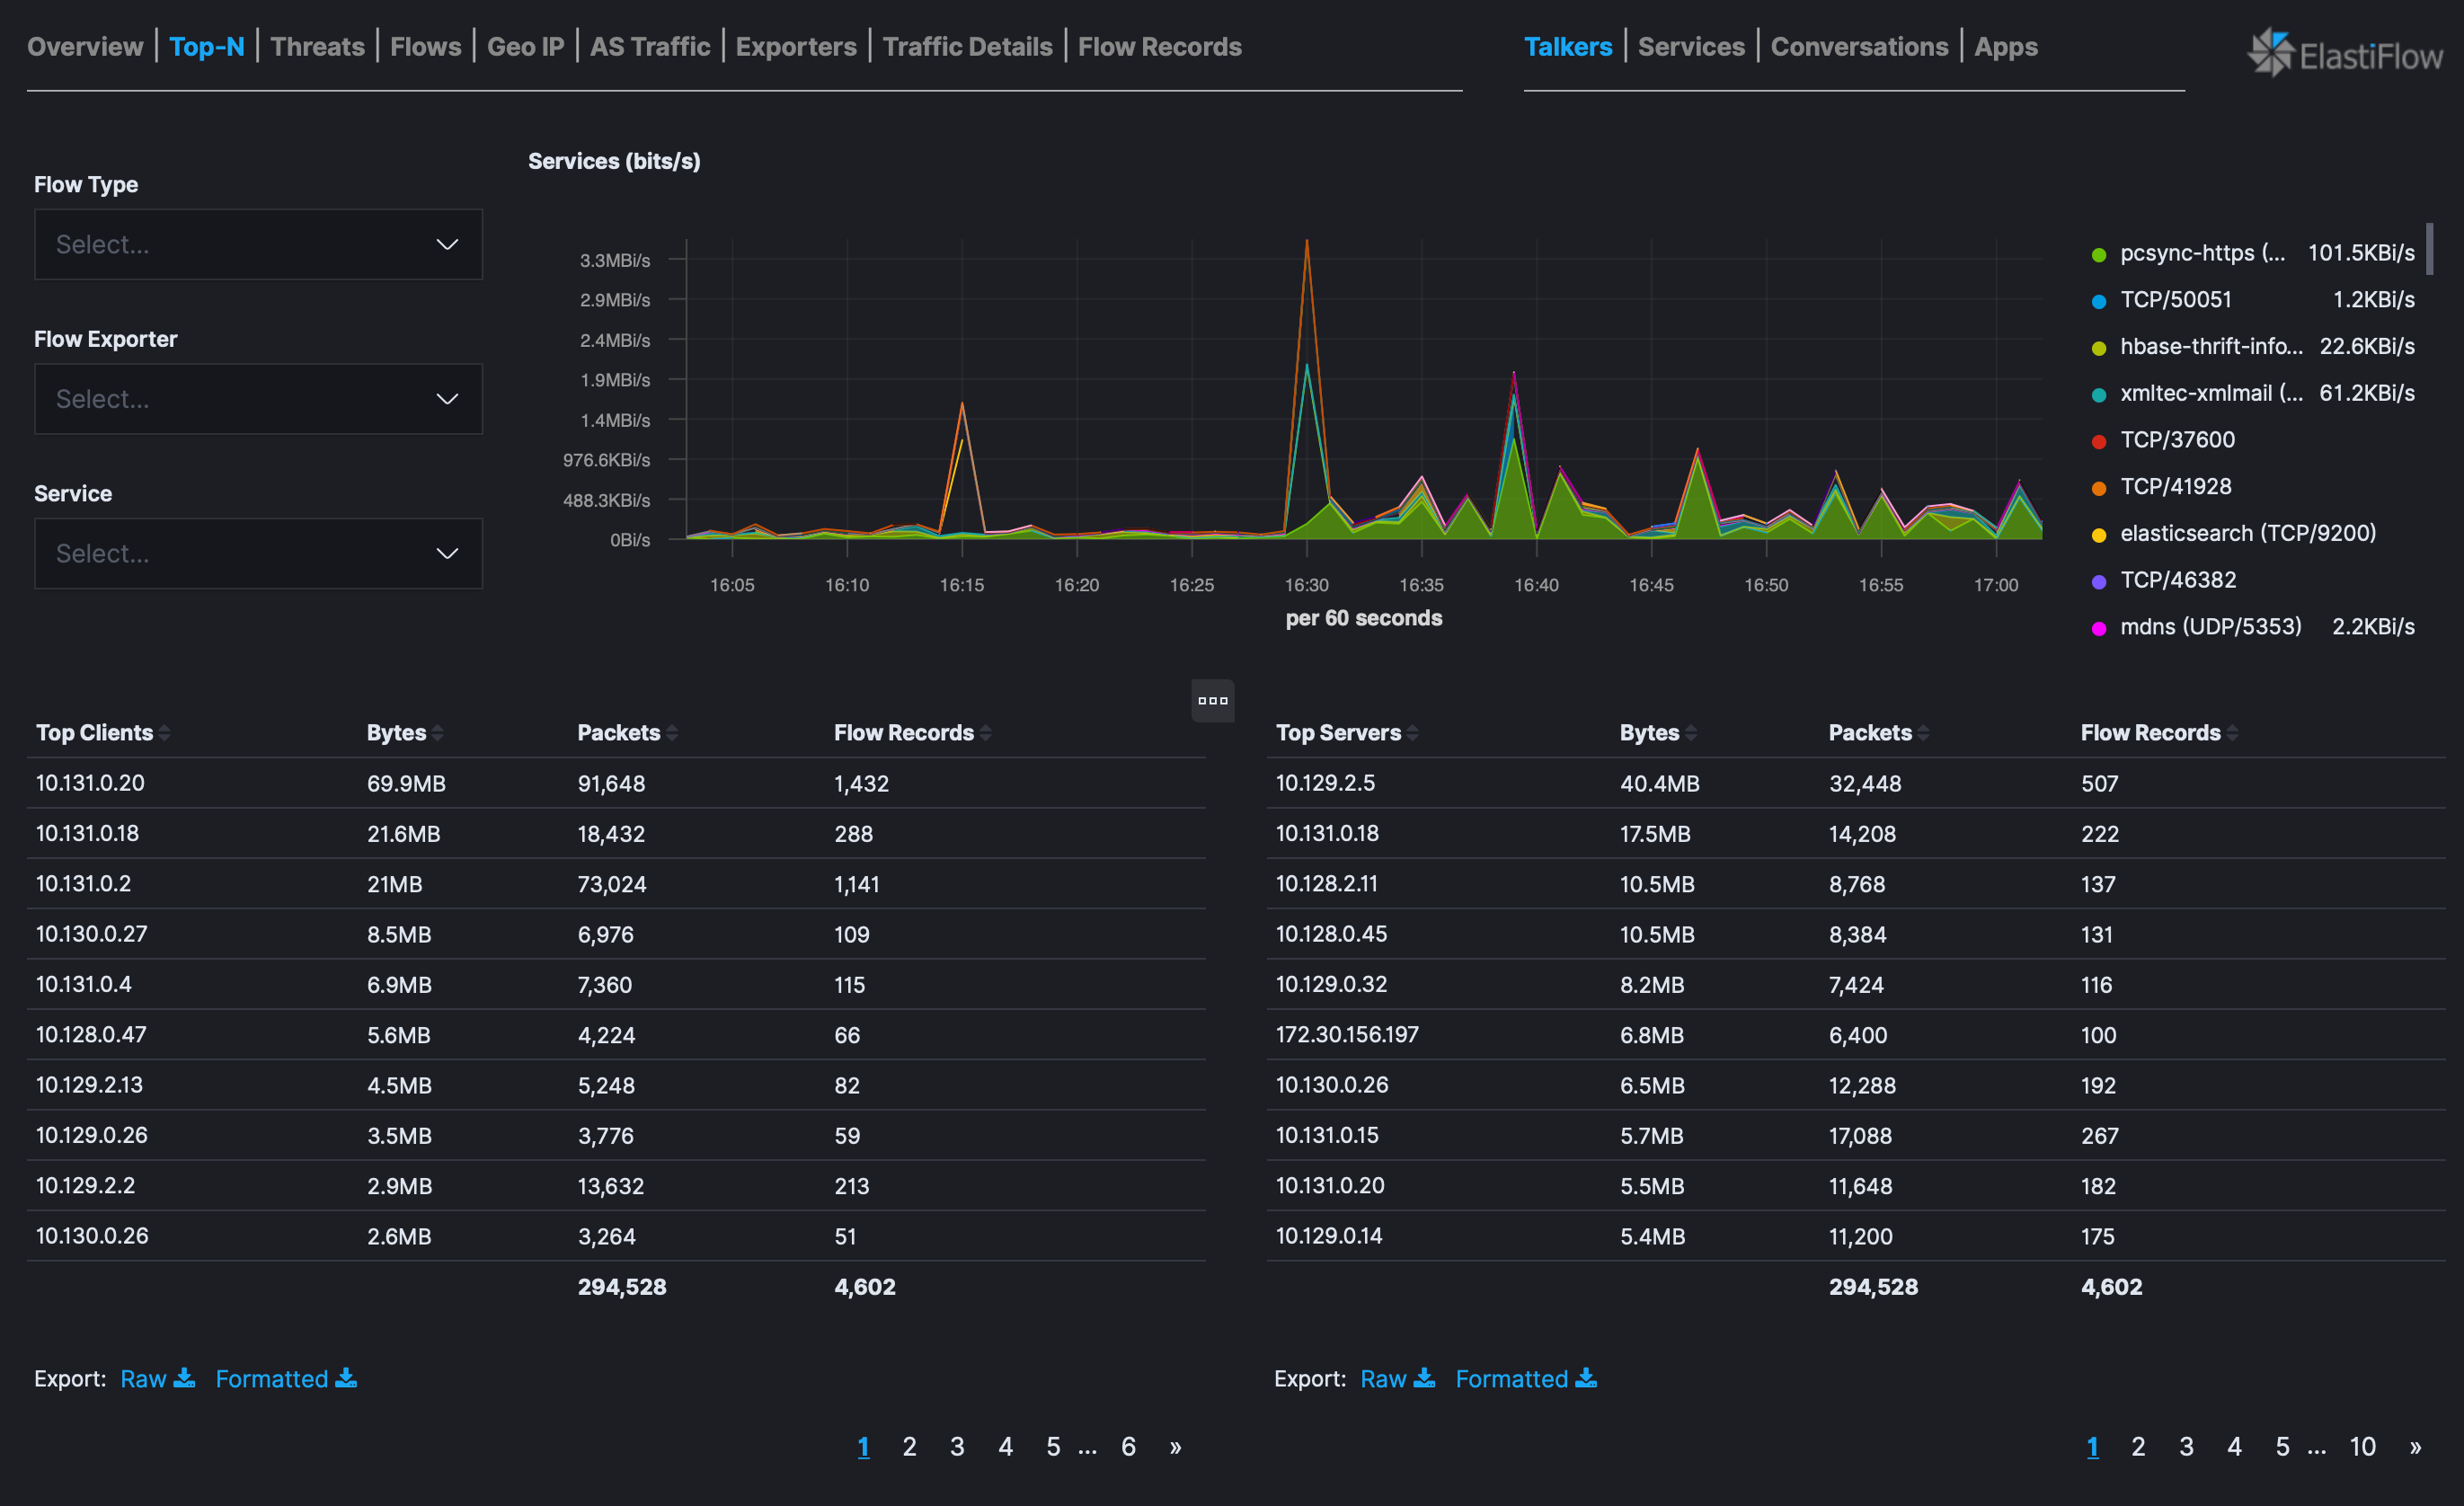 Overview | Top-N | Threats | Flows | Geo IP | AS Traffic | Exporters | Traffic Details | Flow Records
Talkers | Services | Conversations | Apps
ElastiFlow
Flow Type
Select...
Flow Exporter
Select...
Service
Select...
Services (bits/s)
3.3MBi/s
2.9MBi/s
2.4MBi/s
1.9MBi/s
1.4MBi/s
976.6KBi/s
488.3KBi/s
0Bi/s
16:05 16:10 16:15 16:20 16:25 16:30 16:35 16:40 16:45 16:50 16:55 17:00
per 60 seconds
pcsync-https (... 101.5KBi/s
TCP/50051 1.2KBi/s
hbase-thrift-info... 22.6KBi/s
xmltec-xmlmail (... 61.2KBi/s
TCP/37600
TCP/41928
elasticsearch (TCP/9200)
TCP/46382
mdns (UDP/5353) 2.2KBi/s
Top Clients Bytes Packets Flow Records
10.131.0.20 69.9MB 91,648 1,432
10.131.0.18 21.6MB 18,432 288
10.131.0.2 21MB 73,024 1,141
10.130.0.27 8.5MB 6,976 109
10.131.0.4 6.9MB 7,360 115
10.128.0.47 5.6MB 4,224 66
10.129.2.13 4.5MB 5,248 82
10.129.0.26 3.5MB 3,776 59
10.129.2.2 2.9MB 13,632 213
10.130.0.26 2.6MB 3,264 51
294,528 4,602
Export: Raw Formatted
1 2 3 4 5 ... 6 »
Top Servers Bytes Packets Flow Records
10.129.2.5 40.4MB 32,448 507
10.131.0.18 17.5MB 14,208 222
10.128.2.11 10.5MB 8,768 137
10.128.0.45 10.5MB 8,384 131
10.129.0.32 8.2MB 7,424 116
172.30.156.197 6.8MB 6,400 100
10.130.0.26 6.5MB 12,288 192
10.131.0.15 5.7MB 17,088 267
10.131.0.20 5.5MB 11,648 182
10.129.0.14 5.4MB 11,200 175
294,528 4,602
Export: Raw Formatted
1 2 3 4 5 ... 10 »